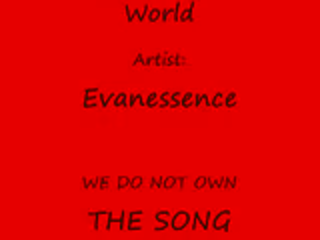 World
Artist:
Evanessence
WE DO NOT OWN
THE SONG